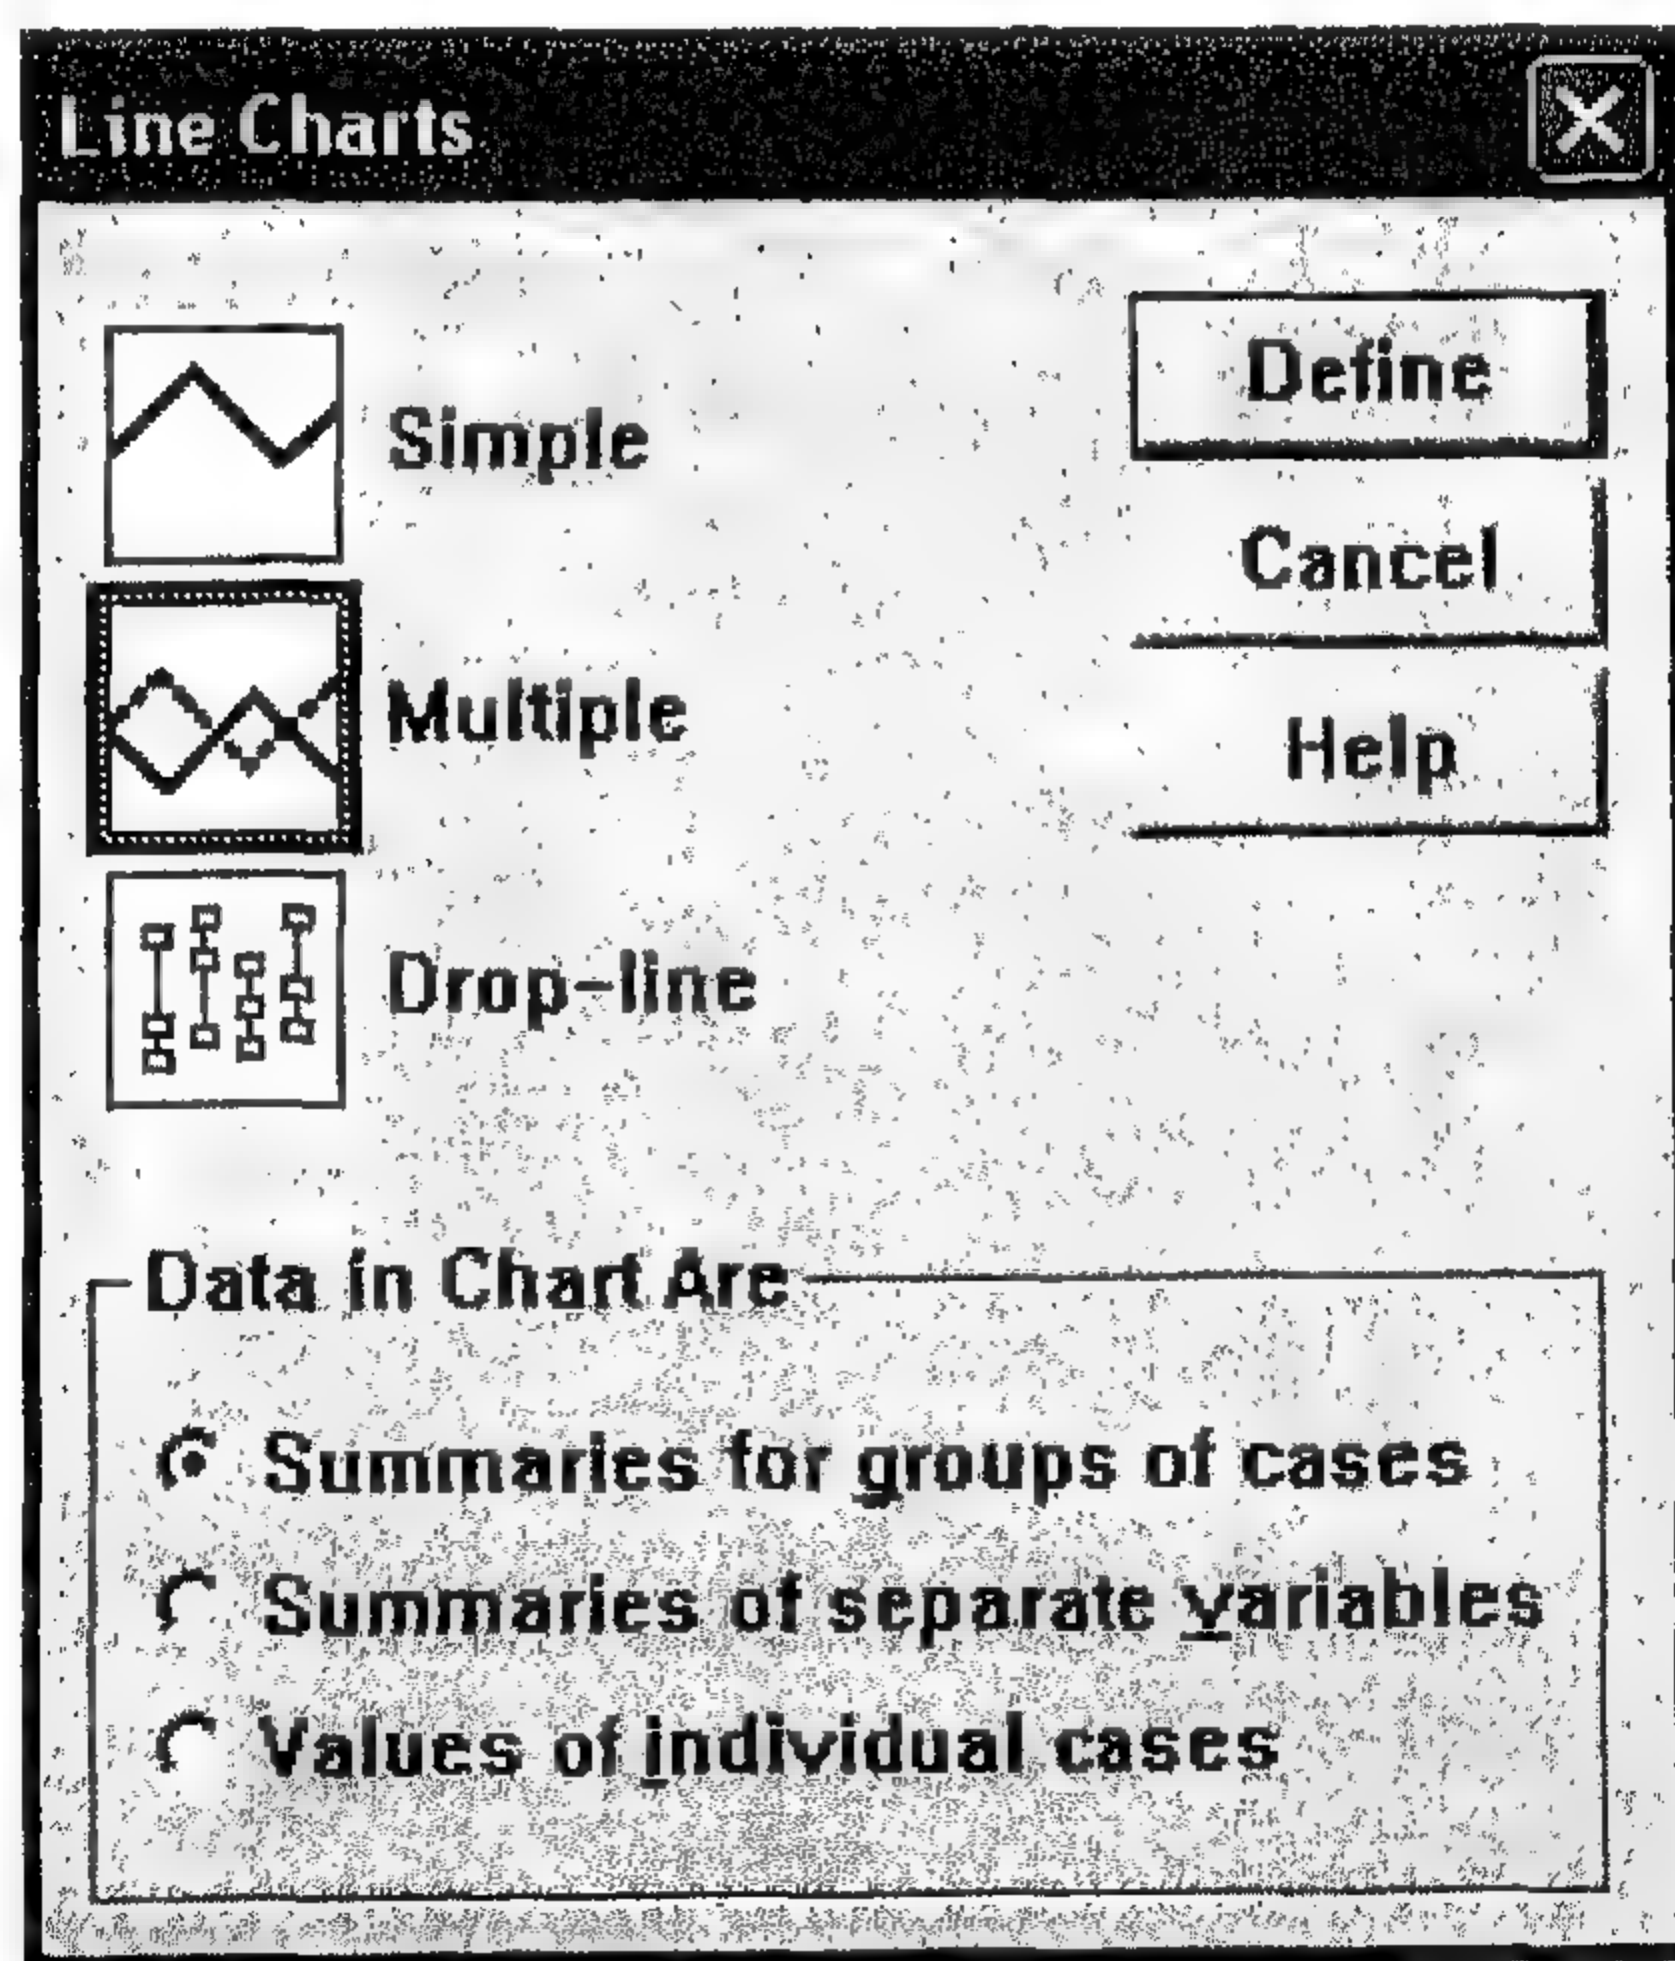 Line Charts
Simple
Define
Cancel
Multiple
Help
Drop-line
Data in Chart Are
Summaries for groups of cases
Summaries of separate variables
Values of individual cases